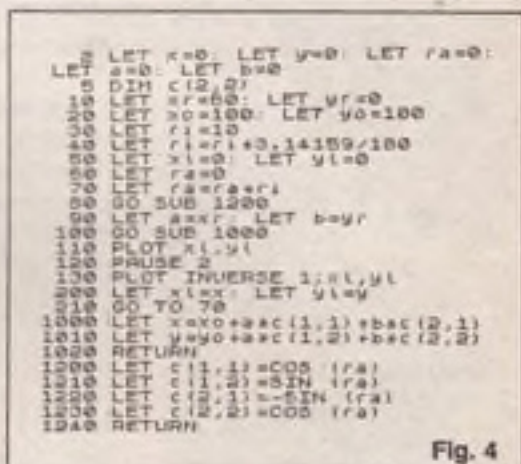 2 LET x=0: LET y=0: LET ra=0:
LET a=0: LET b=0
5 DIM c(2,2)
10 LET xr=60: LET yr=0
20 LET xo=100: LET yo=100
30 LET ri=10
40 LET ri=ri*3.14159/180
50 LET xl=0: LET yl=0
60 LET ra=0
70 LET ra=ra+ri
80 GO SUB 1200
90 LET a=xr: LET b=yr
100 GO SUB 1000
110 PLOT xl,yl
120 PAUSE 2
130 PLOT INVERSE 1;xl,yl
200 LET xl=x: LET yl=y
210 GO TO 70
1000 LET x=xo+a*c(1,1)+b*c(2,1)
1010 LET y=yo+a*c(1,2)+b*c(2,2)
1020 RETURN
1200 LET c(1,1)=COS (ra)
1210 LET c(1,2)=SIN (ra)
1220 LET c(2,1)=-SIN (ra)
1230 LET c(2,2)=COS (ra)
1240 RETURN
Fig. 4